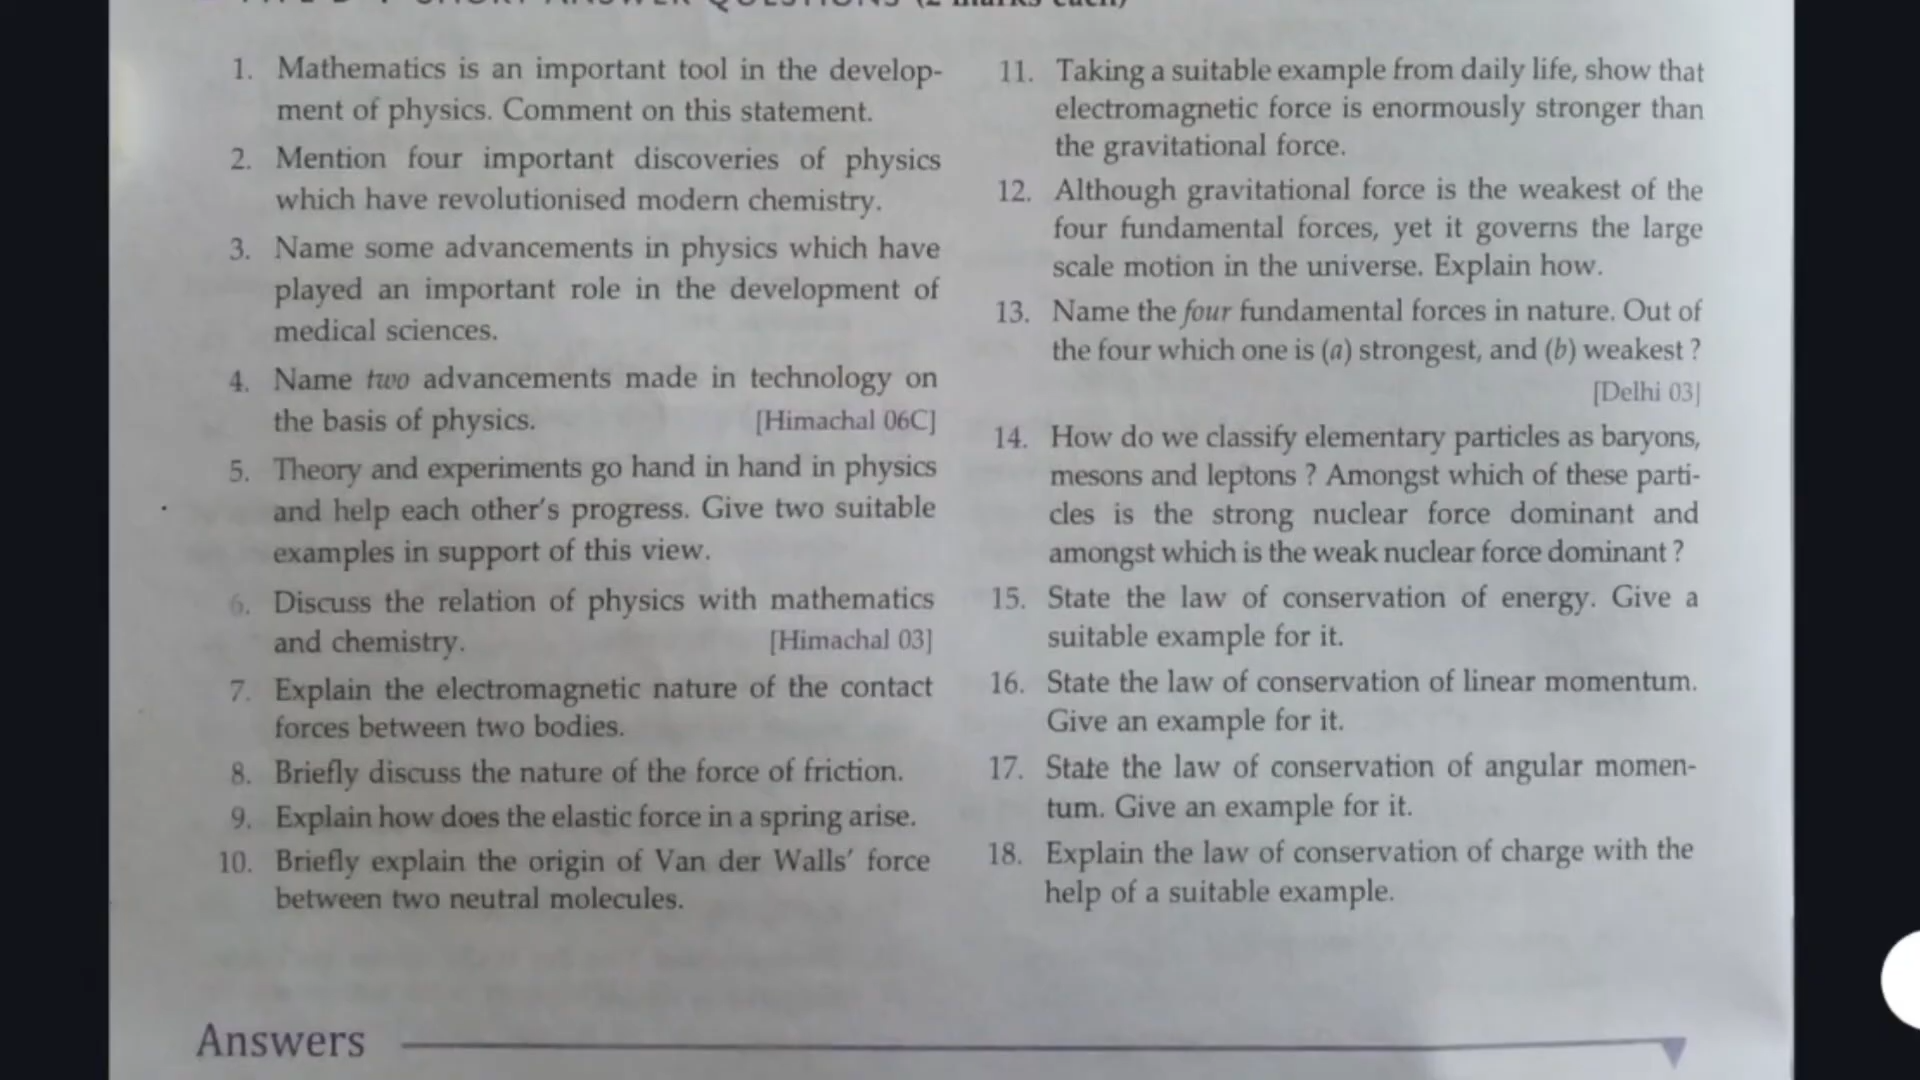 SHORT ANSWER QUESTIONS (2 marks each)
1. Mathematics is an important tool in the develop-
ment of physics. Comment on this statement.
2. Mention four important discoveries of physics
which have revolutionised modern chemistry.
3. Name some advancements in physics which have
played an important role in the development of
medical sciences.
4. Name two advancements made in technology on
the basis of physics. [Himachal 06C]
5. Theory and experiments go hand in hand in physics
and help each other's progress. Give two suitable
examples in support of this view.
6. Discuss the relation of physics with mathematics
and chemistry. [Himachal 03]
7. Explain the electromagnetic nature of the contact
forces between two bodies.
8. Briefly discuss the nature of the force of friction.
9. Explain how does the elastic force in a spring arise.
10. Briefly explain the origin of Van der Walls' force
between two neutral molecules.
11. Taking a suitable example from daily life, show that
electromagnetic force is enormously stronger than
the gravitational force.
12. Although gravitational force is the weakest of the
four fundamental forces, yet it governs the large
scale motion in the universe. Explain how.
13. Name the four fundamental forces in nature. Out of
the four which one is (a) strongest, and (b) weakest ?
[Delhi 03]
14. How do we classify elementary particles as baryons,
mesons and leptons ? Amongst which of these parti-
cles is the strong nuclear force dominant and
amongst which is the weak nuclear force dominant ?
15. State the law of conservation of energy. Give a
suitable example for it.
16. State the law of conservation of linear momentum.
Give an example for it.
17. State the law of conservation of angular momen-
tum. Give an example for it.
18. Explain the law of conservation of charge with the
help of a suitable example.
Answers